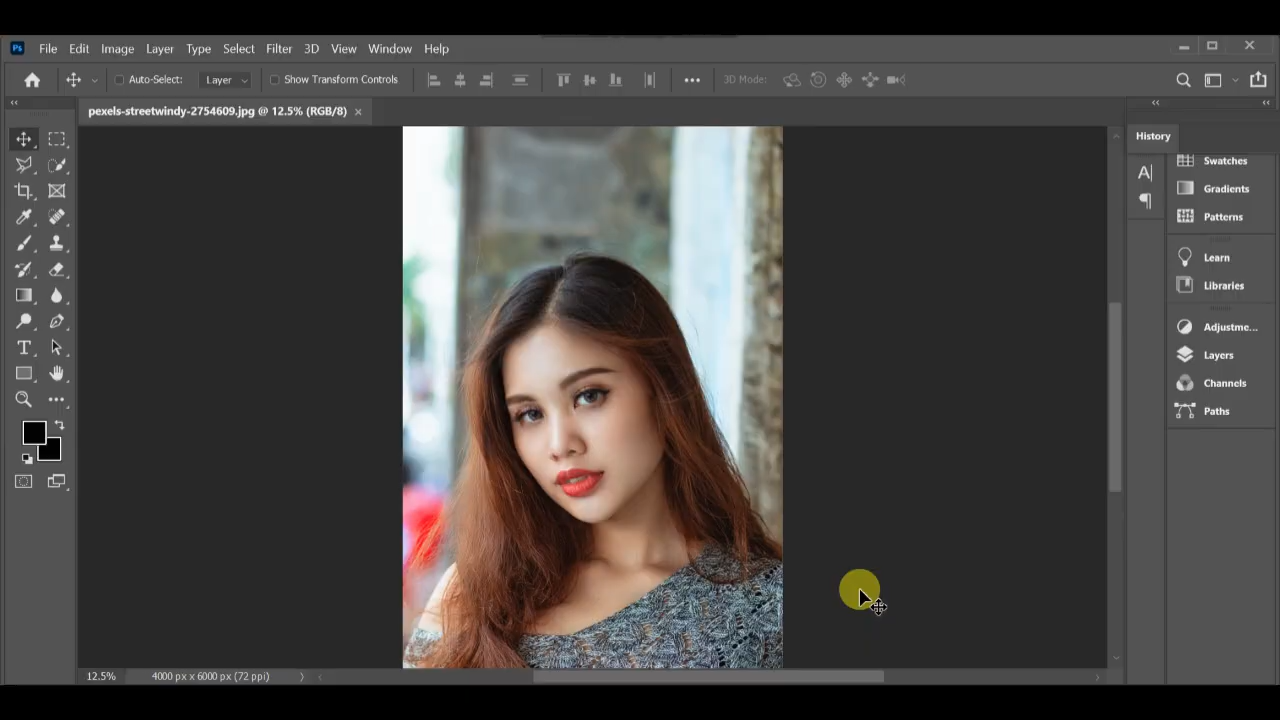 Ps File Edit Image Layer Type Select Filter 3D View Window Help
Auto-Select: Layer Show Transform Controls 3D Mode:
pexels-streetwindy-2754609.jpg @ 12.5% (RGB/8)
History
Swatches
Gradients
Patterns
Learn
Libraries
Adjustme...
Layers
Channels
Paths
12.5% 4000 px x 6000 px (72 ppi)